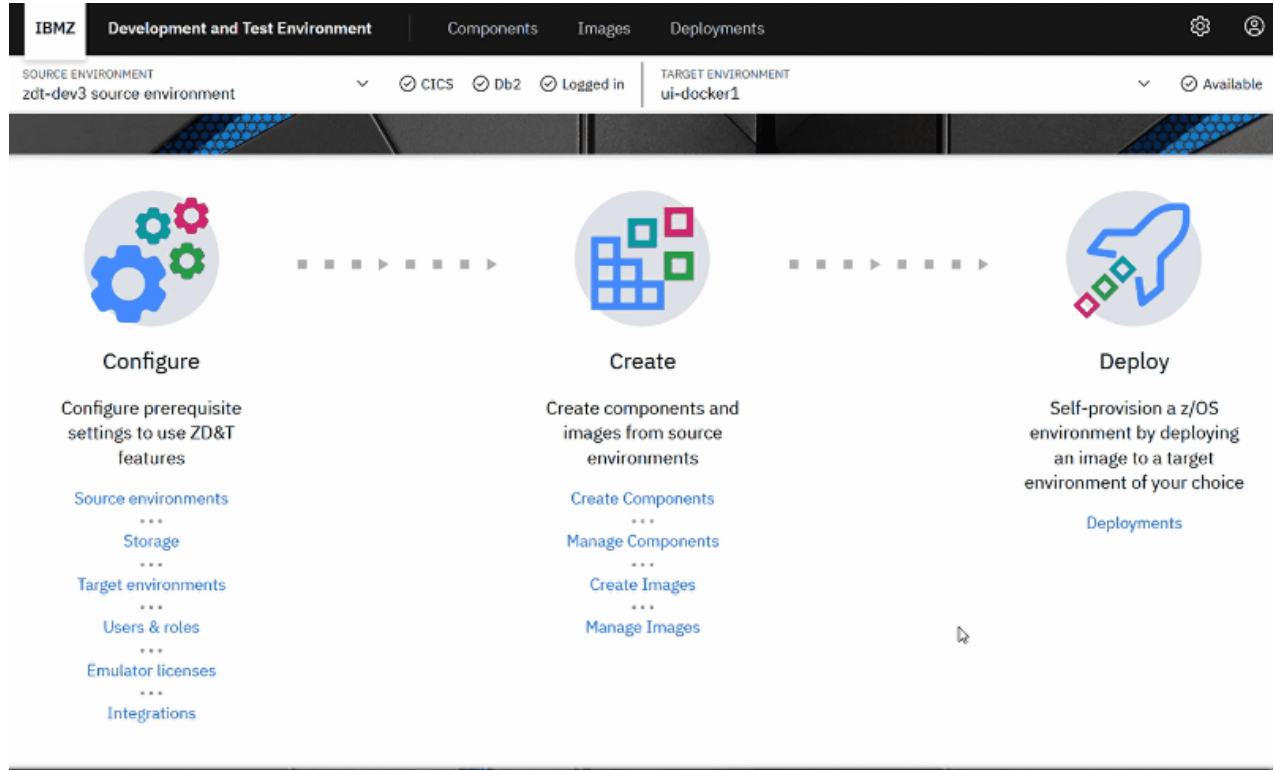 IBMZ Development and Test Environment Components Images Deployments
SOURCE ENVIRONMENT
zdt-dev3 source environment
CICS Db2 Logged in
TARGET ENVIRONMENT
ui-docker1
Available
Configure
Configure prerequisite
settings to use ZD&T
features
Source environments
Storage
Target environments
Users & roles
Emulator licenses
Integrations
Create
Create components and
images from source
environments
Create Components
Manage Components
Create Images
Manage Images
Deploy
Self-provision a z/OS
environment by deploying
an image to a target
environment of your choice
Deployments